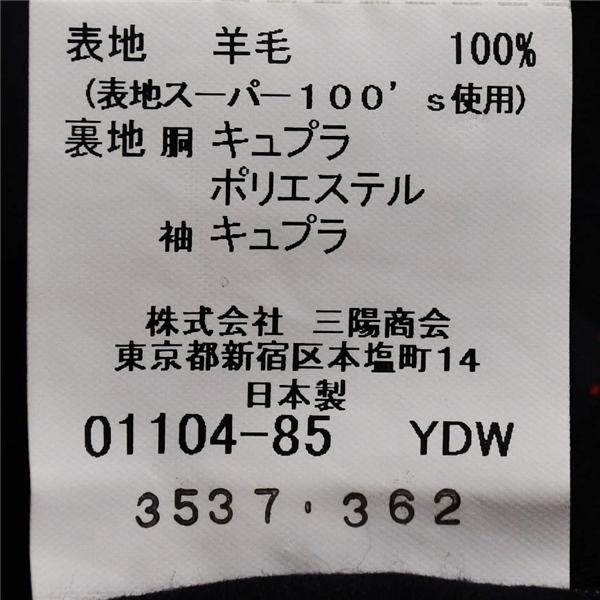 表地 羊毛 100%
(表地スーパー１００’ｓ使用)
裏地 胴 キュプラ
ポリエステル
袖 キュプラ
株式会社 三陽商会
東京都新宿区本塩町14
日本製
01104-85 YDW
3537・362